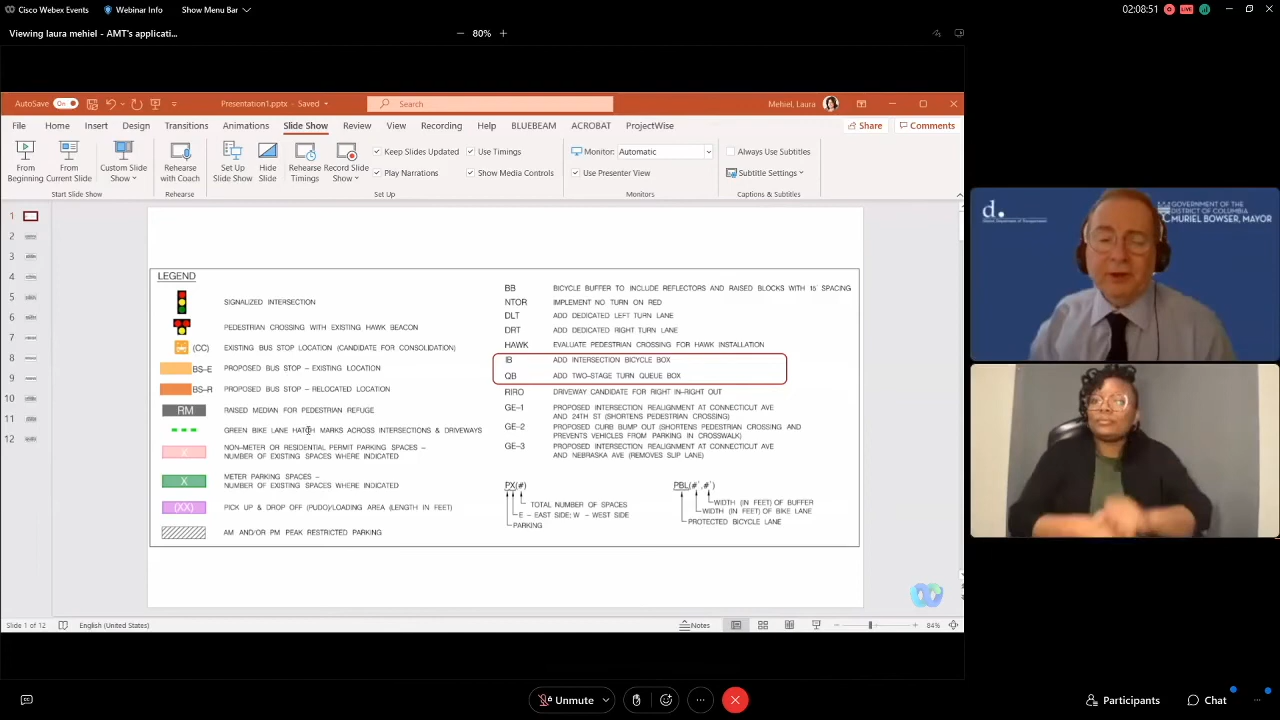 Cisco Webex Events
Webinar Info
Show Menu Bar
02:08:51
LIVE
Viewing laura mehiel - AMT's applicati...
80%
AutoSave
On
Presentation1.pptx - Saved
Search
Mehiel, Laura
File Home Insert Design Transitions Animations Slide Show Review View Recording Help BLUEBEAM ACROBAT ProjectWise
Share
Comments
From Beginning
From Current Slide
Custom Slide Show
Rehearse with Coach
Set Up Slide Show
Hide Slide
Rehearse Timings
Record Slide Show
Keep Slides Updated
Play Narrations
Use Timings
Show Media Controls
Monitor: Automatic
Use Presenter View
Always Use Subtitles
Subtitle Settings
Start Slide Show
Rehearse
Set Up
Monitors
Captions & Subtitles
1
2
3
4
5
6
7
8
9
10
11
12
LEGEND
SIGNALIZED INTERSECTION
PEDESTRIAN CROSSING WITH EXISTING HAWK BEACON
(CC) EXISTING BUS STOP LOCATION (CANDIDATE FOR CONSOLIDATION)
BS-E PROPOSED BUS STOP - EXISTING LOCATION
BS-R PROPOSED BUS STOP - RELOCATED LOCATION
RM RAISED MEDIAN FOR PEDESTRIAN REFUGE
GREEN BIKE LANE HATCH MARKS ACROSS INTERSECTIONS & DRIVEWAYS
X NON-METER OR RESIDENTIAL PERMIT PARKING SPACES -
NUMBER OF EXISTING SPACES WHERE INDICATED
X METER PARKING SPACES -
NUMBER OF EXISTING SPACES WHERE INDICATED
(XX) PICK UP & DROP OFF (PUDO)/LOADING AREA (LENGTH IN FEET)
AM AND/OR PM PEAK RESTRICTED PARKING
BB BICYCLE BUFFER TO INCLUDE REFLECTORS AND RAISED BLOCKS WITH 15' SPACING
NTOR IMPLEMENT NO TURN ON RED
DLT ADD DEDICATED LEFT TURN LANE
DRT ADD DEDICATED RIGHT TURN LANE
HAWK EVALUATE PEDESTRIAN CROSSING FOR HAWK INSTALLATION
IB ADD INTERSECTION BICYCLE BOX
QB ADD TWO-STAGE TURN QUEUE BOX
RIRO DRIVEWAY CANDIDATE FOR RIGHT IN-RIGHT OUT
GE-1 PROPOSED INTERSECTION REALIGNMENT AT CONNECTICUT AVE
AND 24TH ST (SHORTENS PEDESTRIAN CROSSING)
GE-2 PROPOSED CURB BUMP OUT (SHORTENS PEDESTRIAN CROSSING AND
PREVENTS VEHICLES FROM PARKING IN CROSSWALK)
GE-3 PROPOSED INTERSECTION REALIGNMENT AT CONNECTICUT AVE
AND NEBRASKA AVE (REMOVES SLIP LANE)
PX(#)
TOTAL NUMBER OF SPACES
E - EAST SIDE; W - WEST SIDE
PARKING
PBL(#',#')
WIDTH (IN FEET) OF BUFFER
WIDTH (IN FEET) OF BIKE LANE
PROTECTED BICYCLE LANE
d.
GOVERNMENT OF THE
DISTRICT OF COLUMBIA
MURIEL BOWSER, MAYOR
Slide 1 of 12
English (United States)
Notes
84%
Unmute
Participants
Chat